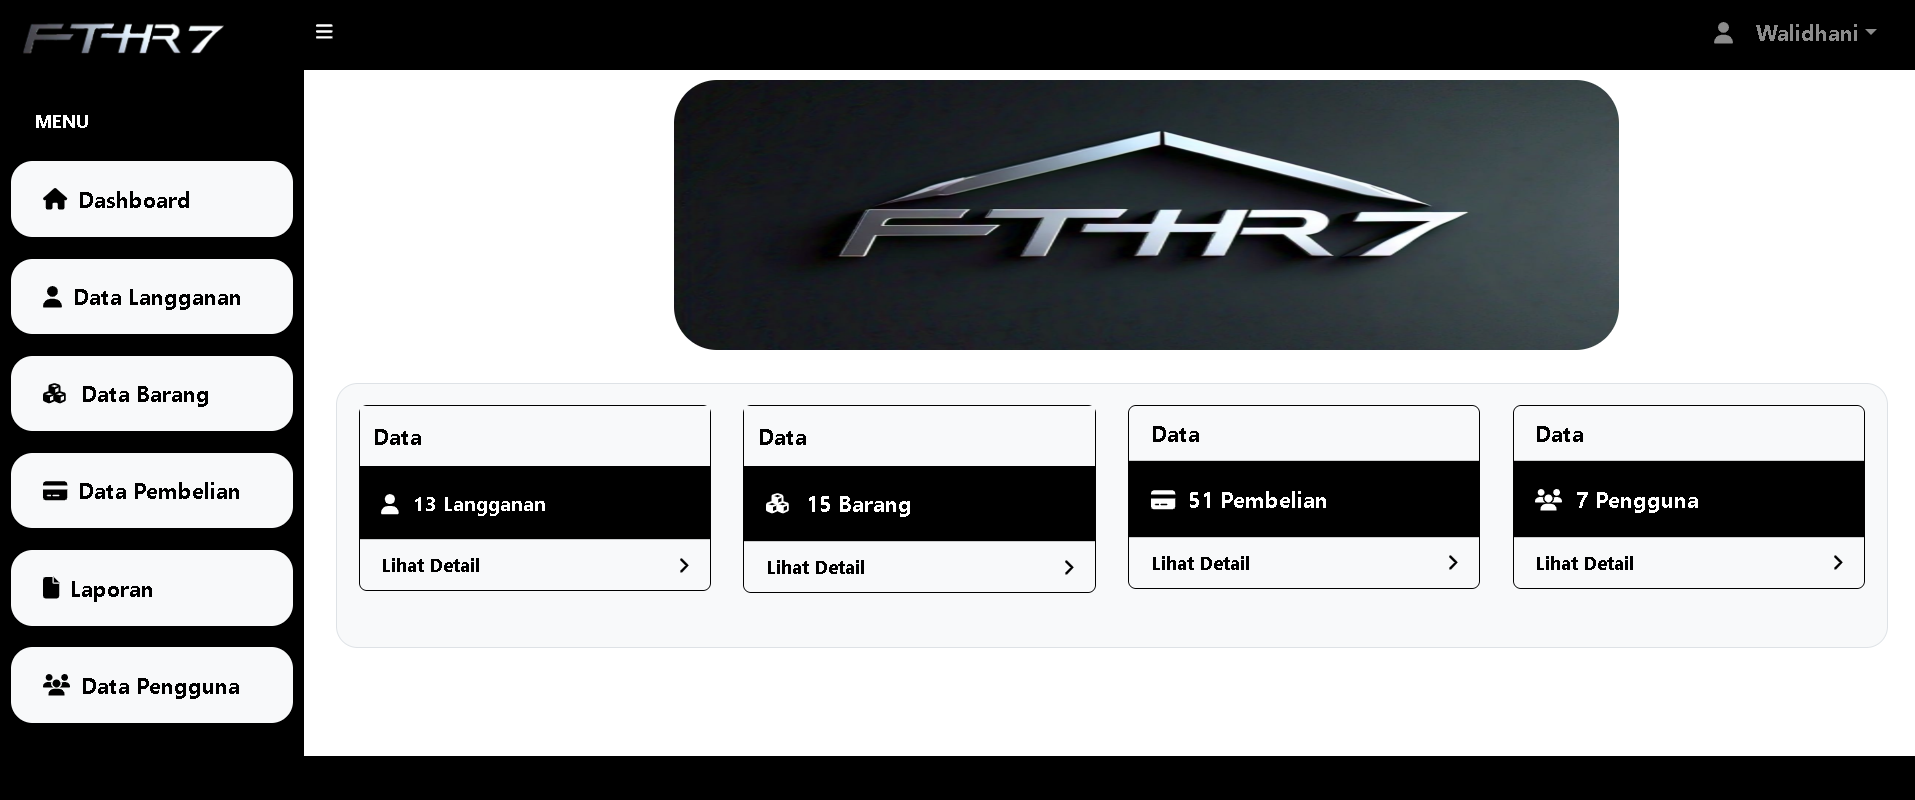 FTHR7
Walidhani
MENU
Dashboard
Data Langganan
Data Barang
Data Pembelian
Laporan
Data Pengguna
FTHR7
Data
13 Langganan
Lihat Detail
Data
15 Barang
Lihat Detail
Data
51 Pembelian
Lihat Detail
Data
7 Pengguna
Lihat Detail